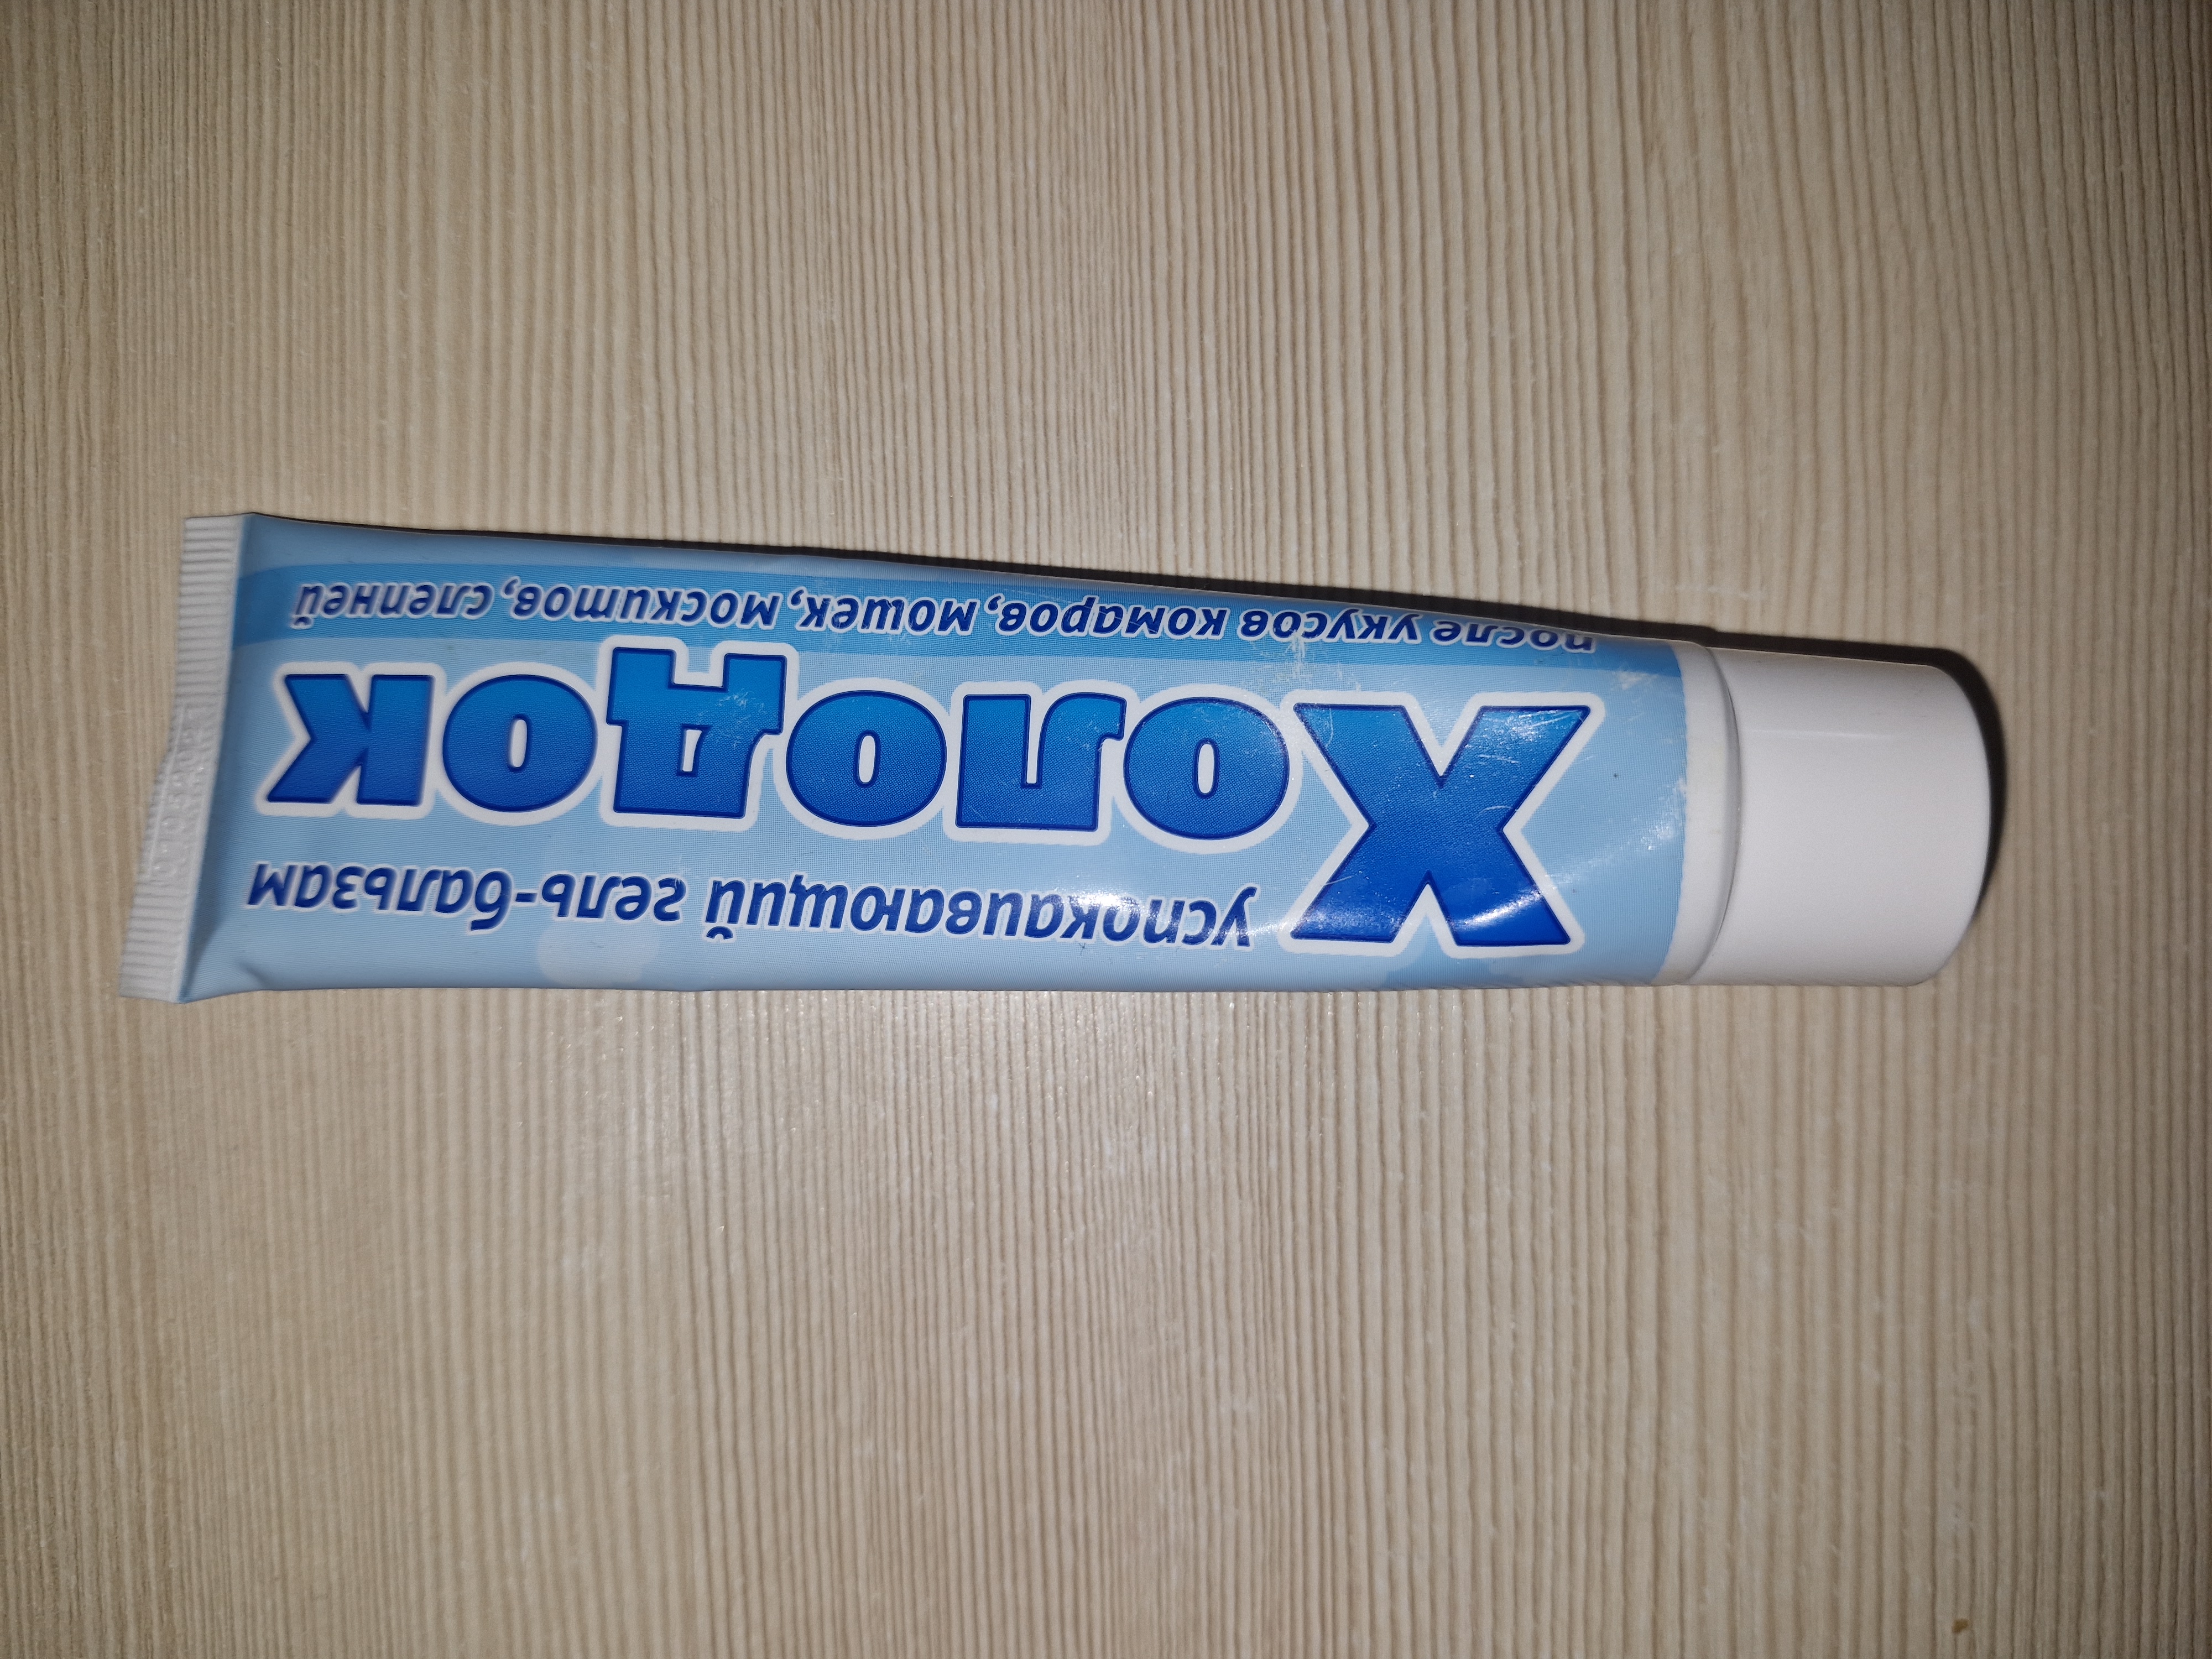 успокаивающий гель-бальзам
Холодок
после укусов комаров, мошек, москитов, слепней